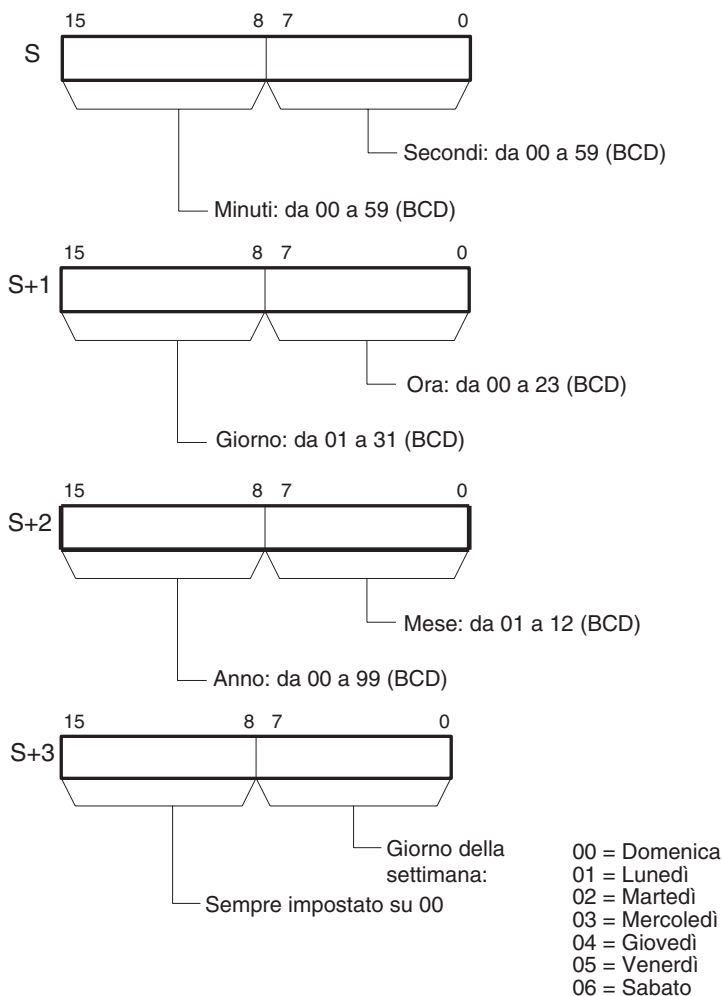 15 8 7 0
S
Secondi: da 00 a 59 (BCD)
Minuti: da 00 a 59 (BCD)
15 8 7 0
S+1
Ora: da 00 a 23 (BCD)
Giorno: da 01 a 31 (BCD)
15 8 7 0
S+2
Mese: da 01 a 12 (BCD)
Anno: da 00 a 99 (BCD)
15 8 7 0
S+3
Giorno della
settimana:
Sempre impostato su 00
00 = Domenica
01 = Lunedì
02 = Martedì
03 = Mercoledì
04 = Giovedì
05 = Venerdì
06 = Sabato